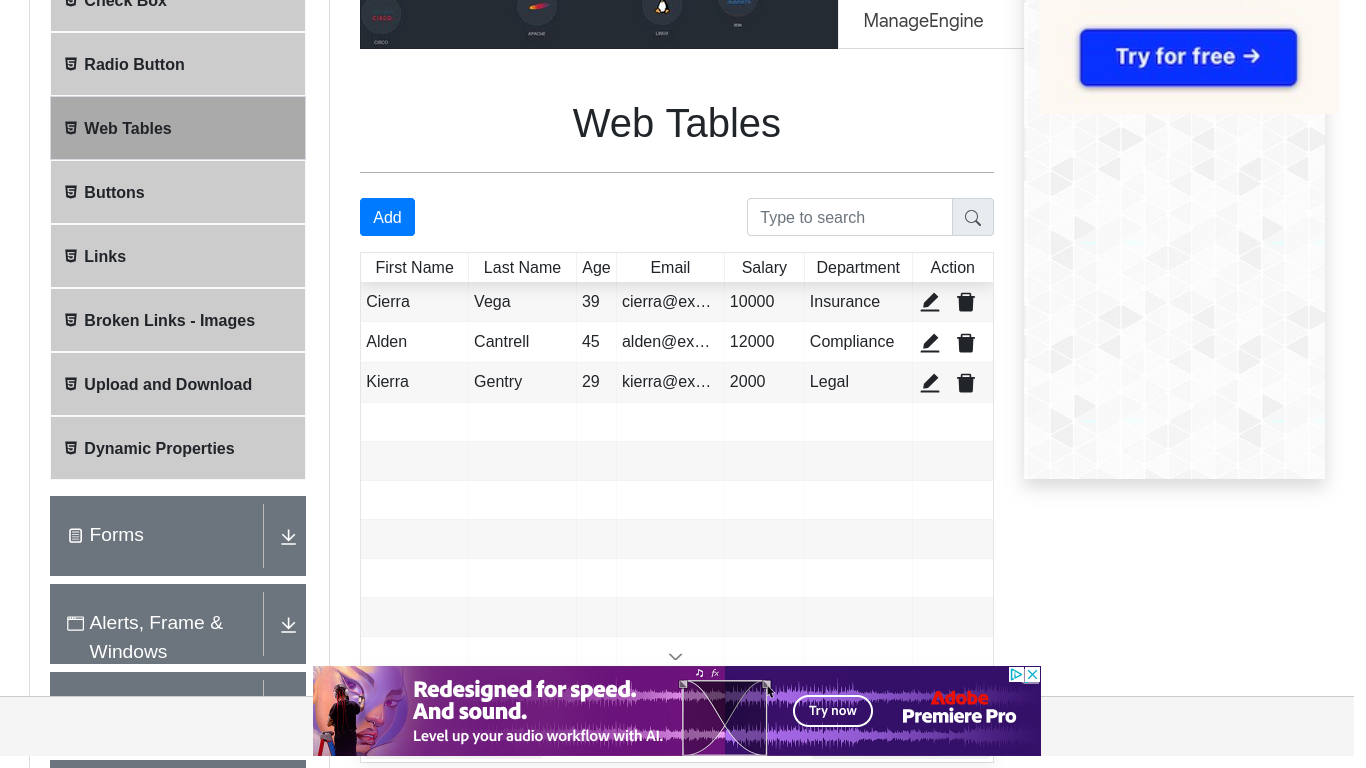 Check Box
Radio Button
Web Tables
Buttons
Links
Broken Links - Images
Upload and Download
Dynamic Properties
Forms
Alerts, Frame &
Windows
CISCO
CISCO
APACHE
LINUX
ManageEngine
Try for free →
Web Tables
Add
Type to search
First Name Last Name Age Email Salary Department Action
Cierra Vega 39 cierra@ex… 10000 Insurance
Alden Cantrell 45 alden@ex… 12000 Compliance
Kierra Gentry 29 kierra@ex… 2000 Legal
Redesigned for speed.
And sound.
Level up your audio workflow with AI.
fx
Try now
Adobe
Premiere Pro